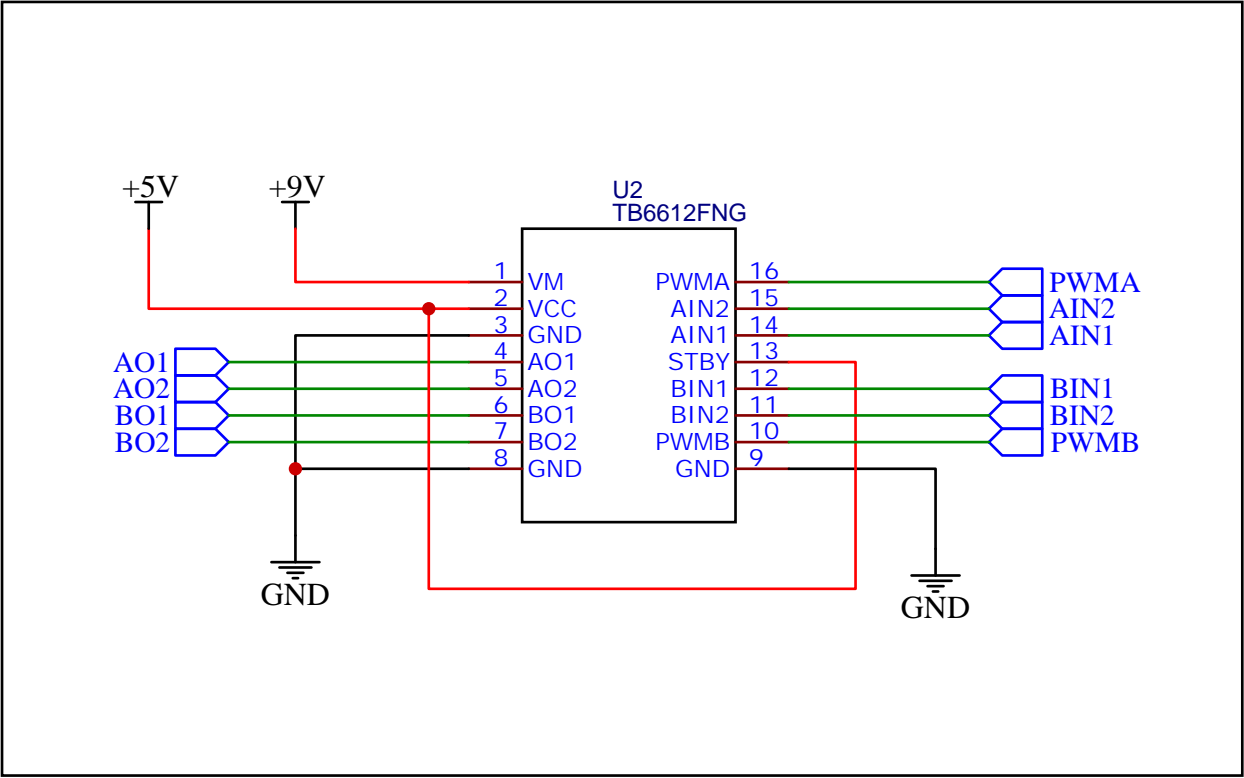 +5V
+9V
U2
TB6612FNG
1 VM
2 VCC
3 GND
4 AO1
5 AO2
6 BO1
7 BO2
8 GND
PWMA 16
AIN2 15
AIN1 14
STBY 13
BIN1 12
BIN2 11
PWMB 10
GND 9
AO1
AO2
BO1
BO2
PWMA
AIN2
AIN1
BIN1
BIN2
PWMB
GND
GND